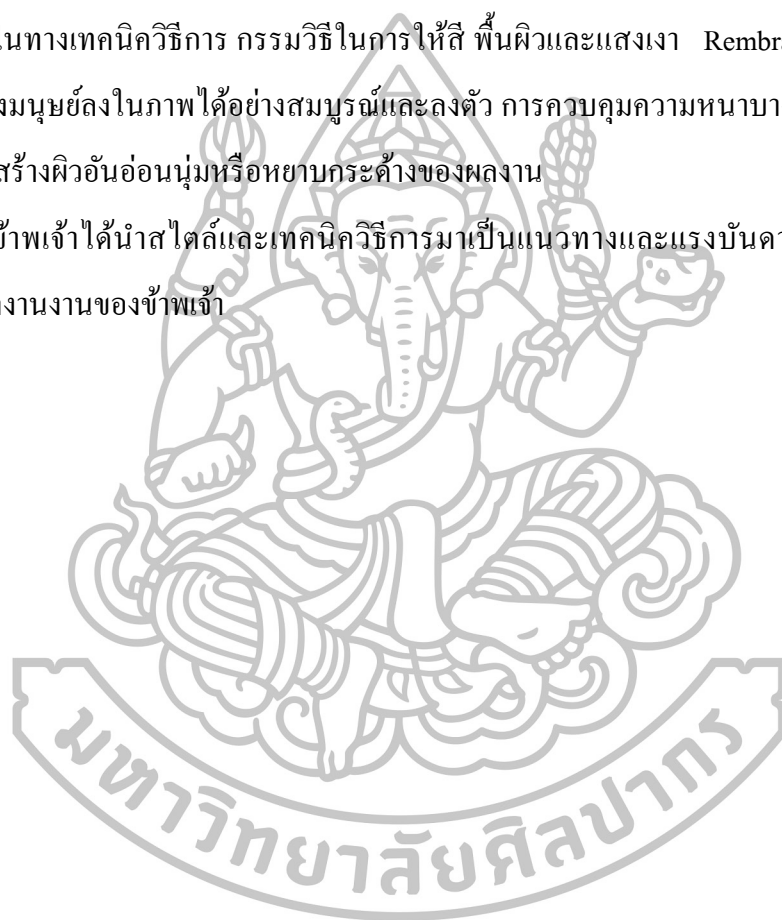 นทางเทคนิควิธีการ กรรมวิธีในการให้สี พื้นผิวและแสงเงา Rembr
งมนุษย์ลงในภาพได้อย่างสมบูรณ์และลงตัว การควบคุมความหนาบา
สร้างผิวอันอ่อนนุ่มหรือหยาบกระด้างของผลงาน
ข้าพเจ้าได้นำสไตล์และเทคนิควิธีการมาเป็นแนวทางและแรงบันดา
งานงานของข้าพเจ้า
มหาวิทยาลัยศิลปากร